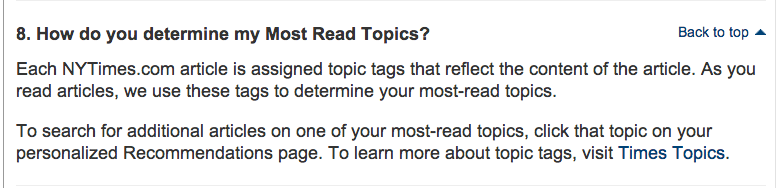 8. How do you determine my Most Read Topics?
Back to top
Each NYTimes.com article is assigned topic tags that reflect the content of the article. As you
read articles, we use these tags to determine your most-read topics.
To search for additional articles on one of your most-read topics, click that topic on your
personalized Recommendations page. To learn more about topic tags, visit Times Topics.